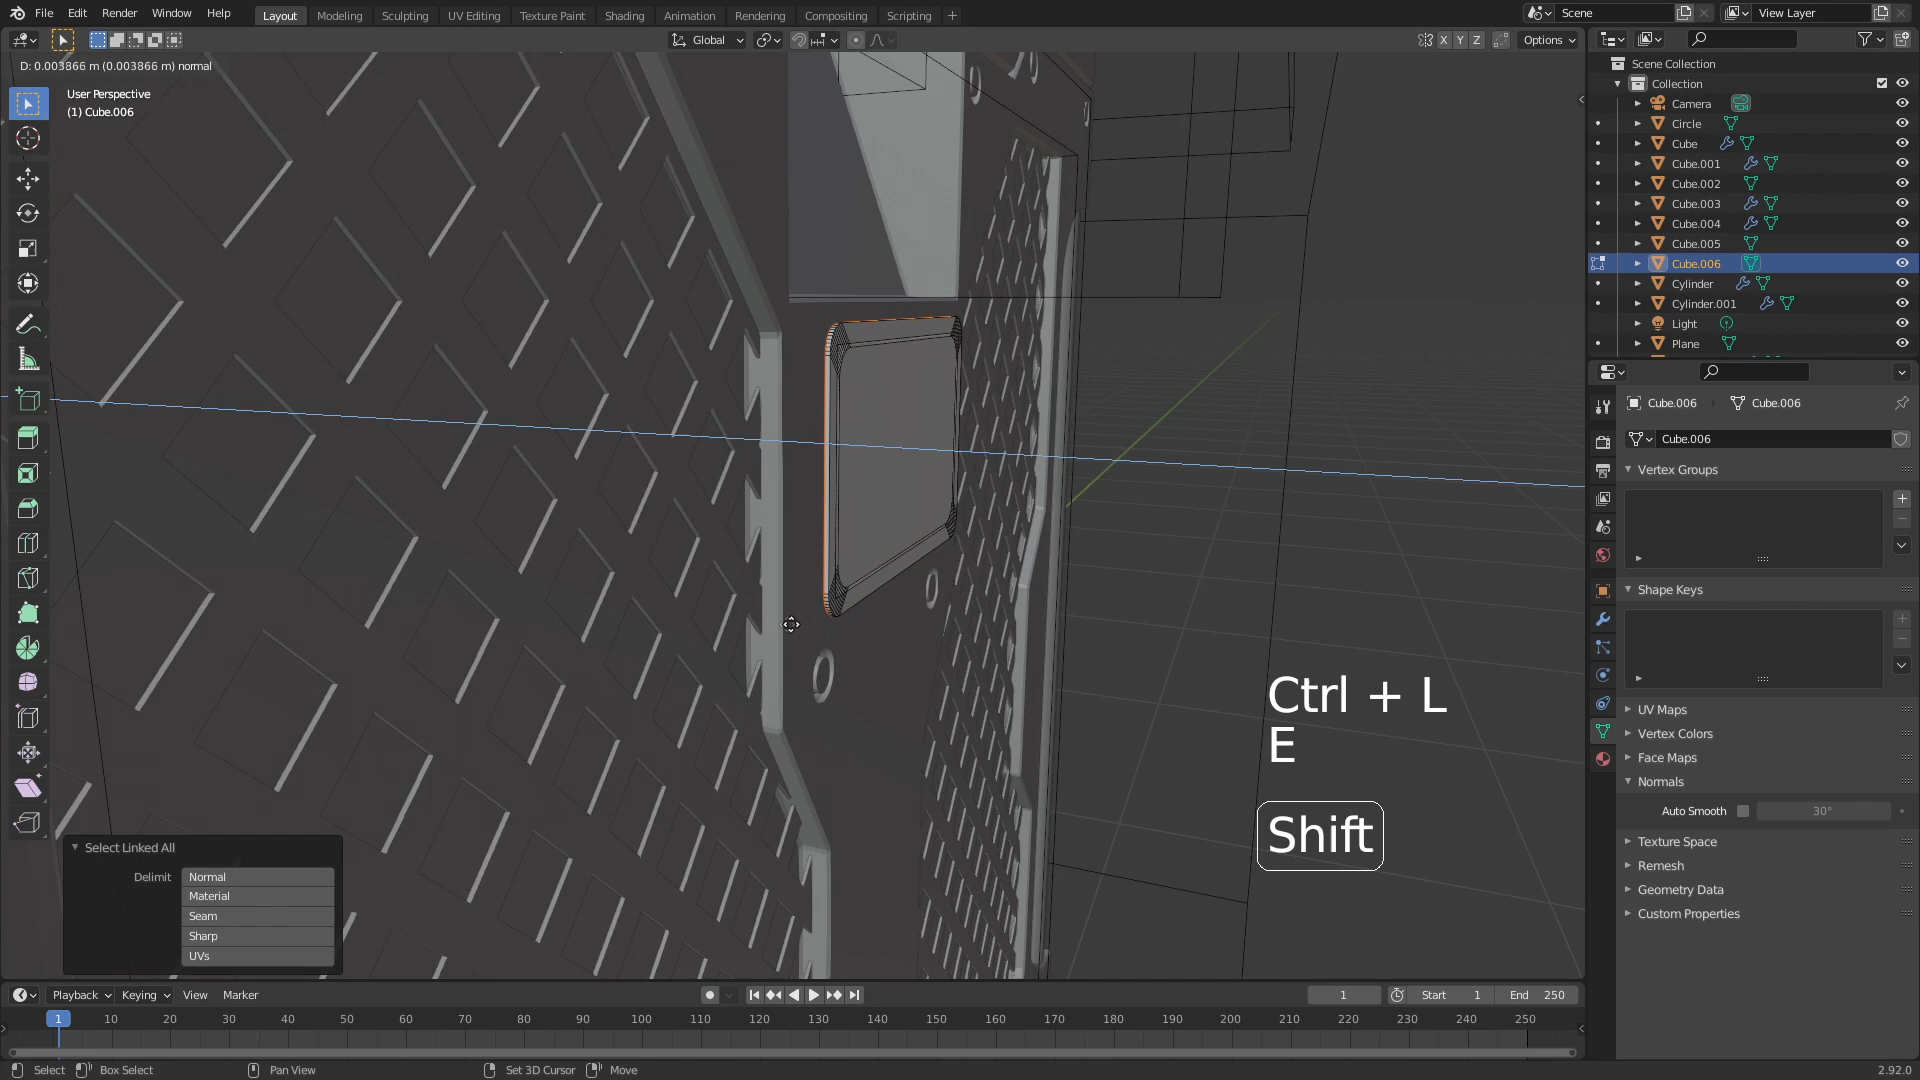 File Edit Render Window Help Layout Modeling Sculpting UV Editing Texture Paint Shading Animation Rendering Compositing Scripting + Scene View Layer
Global X Y Z Options
D: 0.003866 m (0.003866 m) normal
User Perspective
(1) Cube.006
Scene Collection
Collection
Camera
Circle
Cube
Cube.001
Cube.002
Cube.003
Cube.004
Cube.005
Cube.006
Cylinder
Cylinder.001
Light
Plane
Cube.006 Cube.006
Cube.006
Vertex Groups
Shape Keys
UV Maps
Vertex Colors
Face Maps
Normals
Auto Smooth 30°
Texture Space
Remesh
Geometry Data
Custom Properties
Ctrl + L
E
Shift
Select Linked All
Delimit Normal
Material
Seam
Sharp
UVs
Playback Keying View Marker 1 Start 1 End 250
1 10 20 30 40 50 60 70 80 90 100 110 120 130 140 150 160 170 180 190 200 210 220 230 240 250
Select Box Select Pan View Set 3D Cursor Move 2.92.0